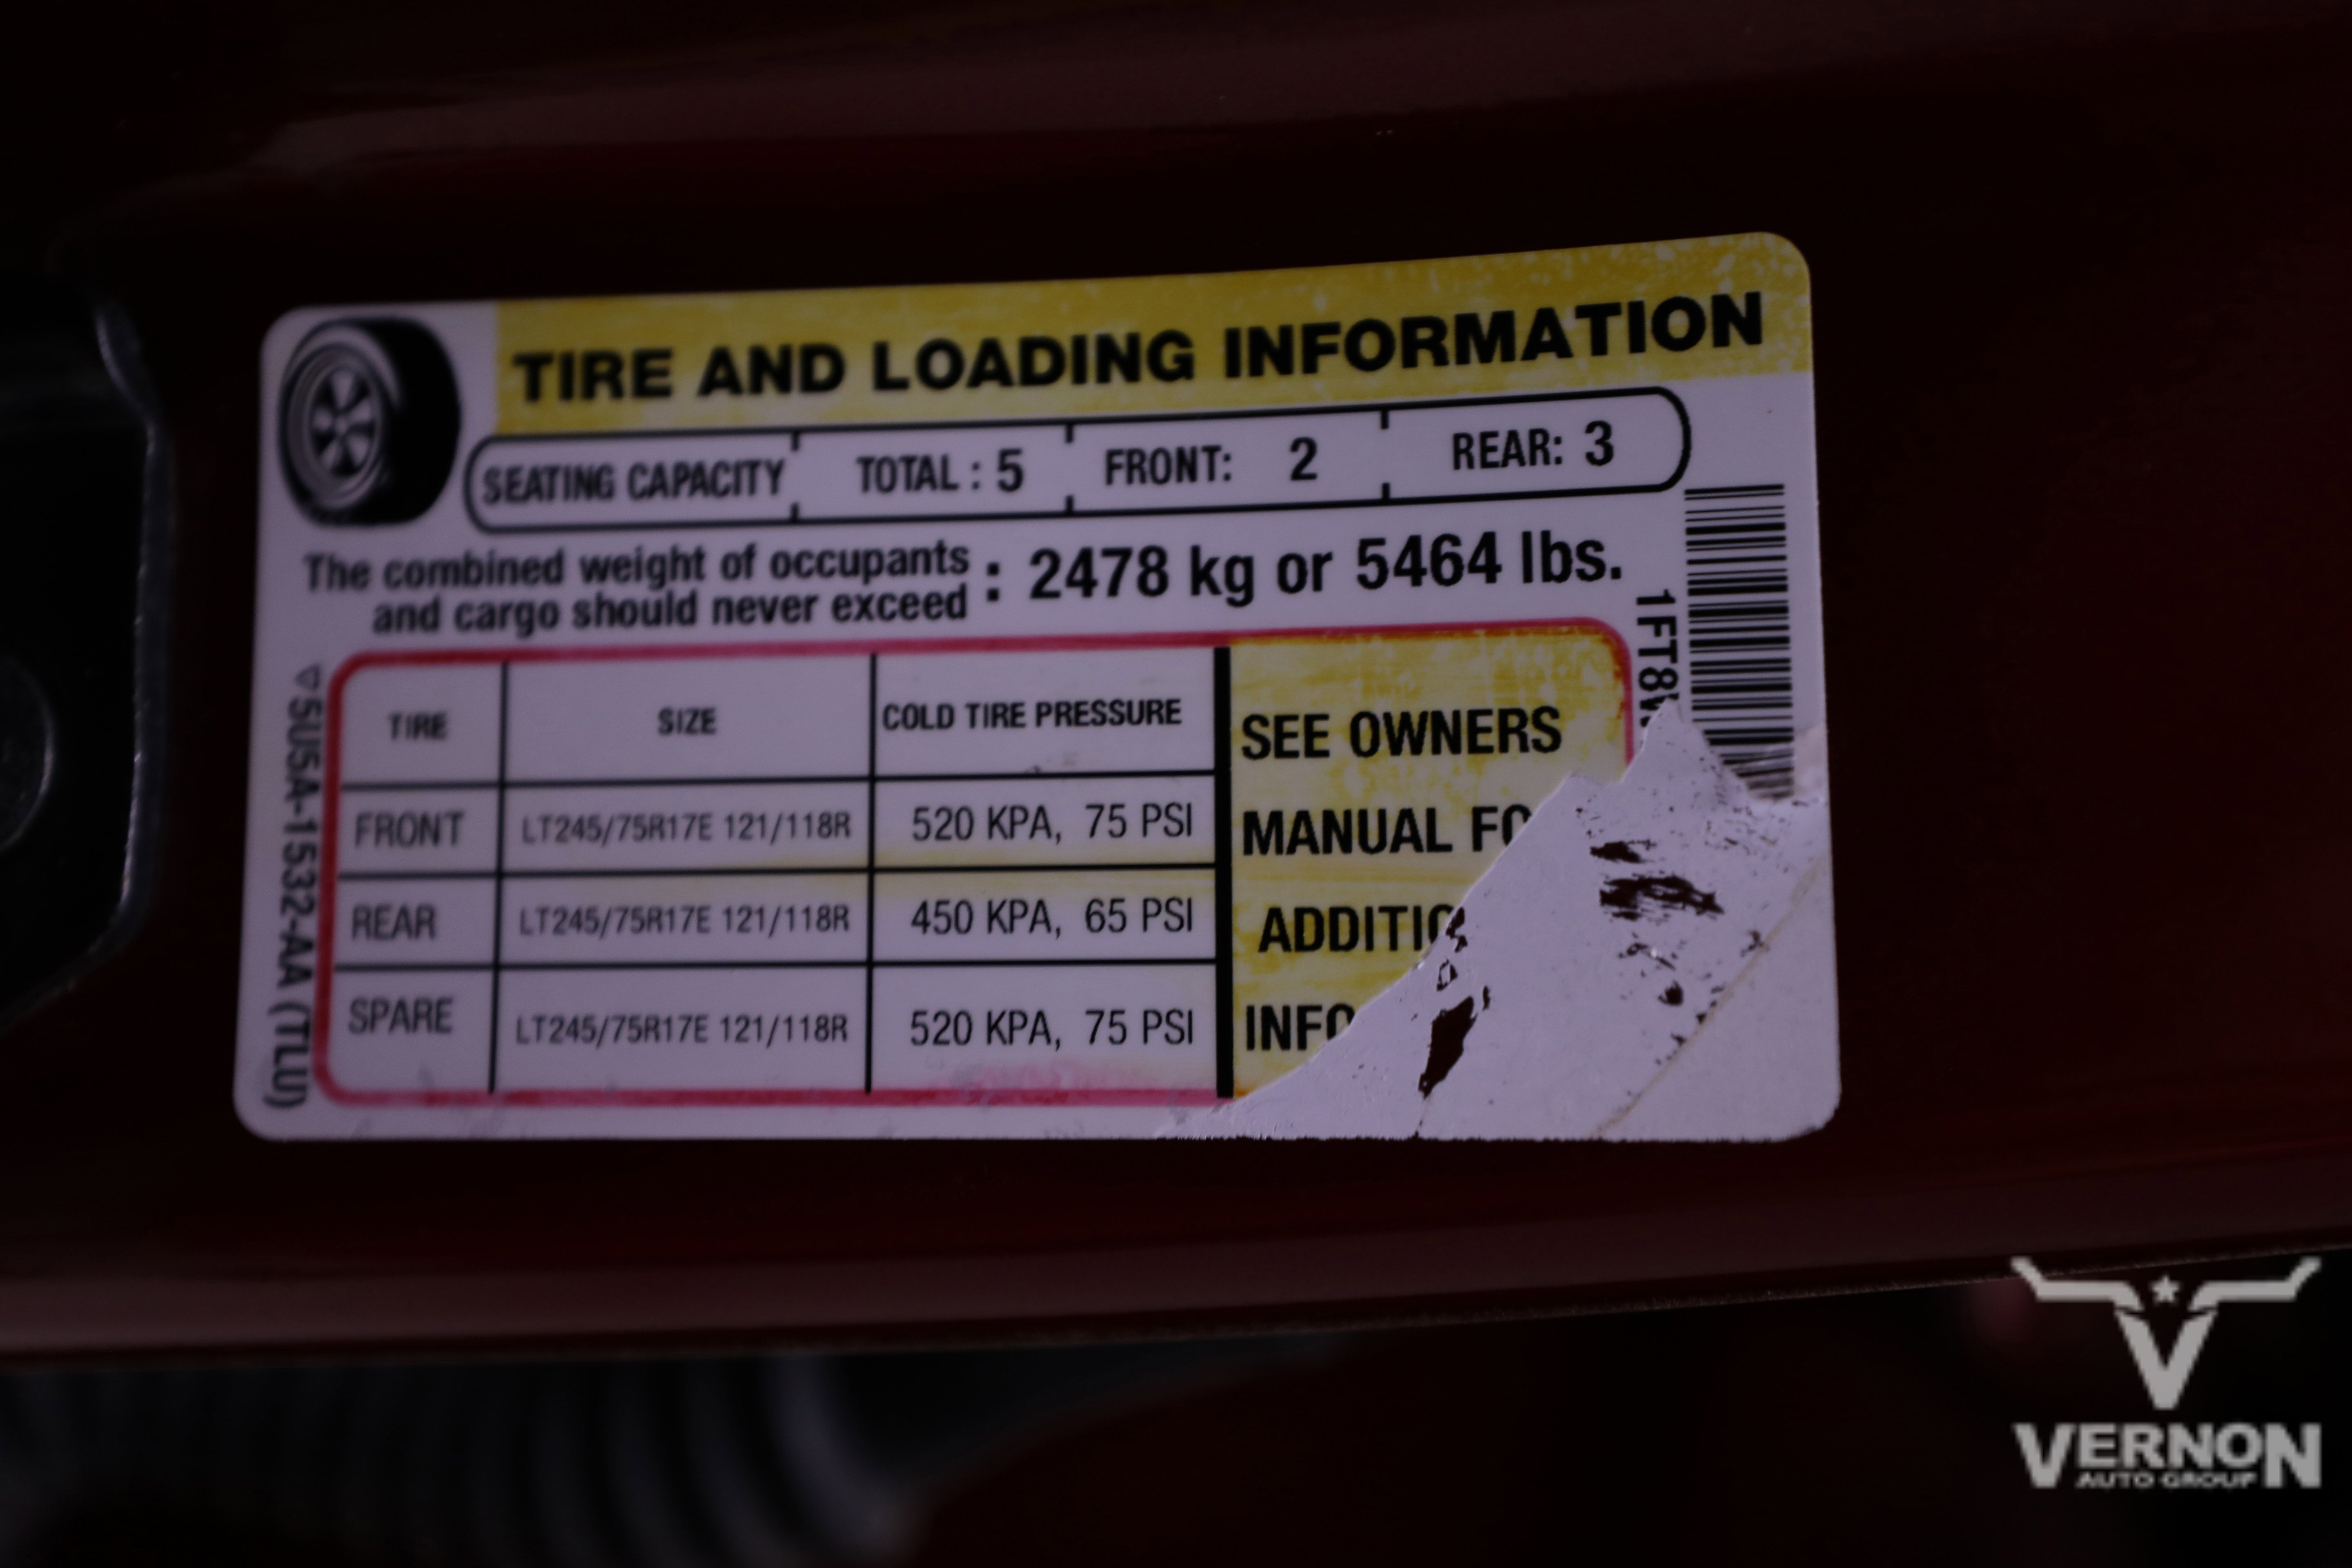 TIRE AND LOADING INFORMATION
SEATING CAPACITY TOTAL : 5 FRONT: 2 REAR: 3
The combined weight of occupants
and cargo should never exceed : 2478 kg or 5464 lbs.
TIRE SIZE COLD TIRE PRESSURE
FRONT LT245/75R17E 121/118R 520 KPA, 75 PSI
REAR LT245/75R17E 121/118R 450 KPA, 65 PSI
SPARE LT245/75R17E 121/118R 520 KPA, 75 PSI
SEE OWNERS
MANUAL FO
ADDITIO
INFO
1FT8
5U5A-1532-AA (TLU)
VERNON
AUTO GROUP